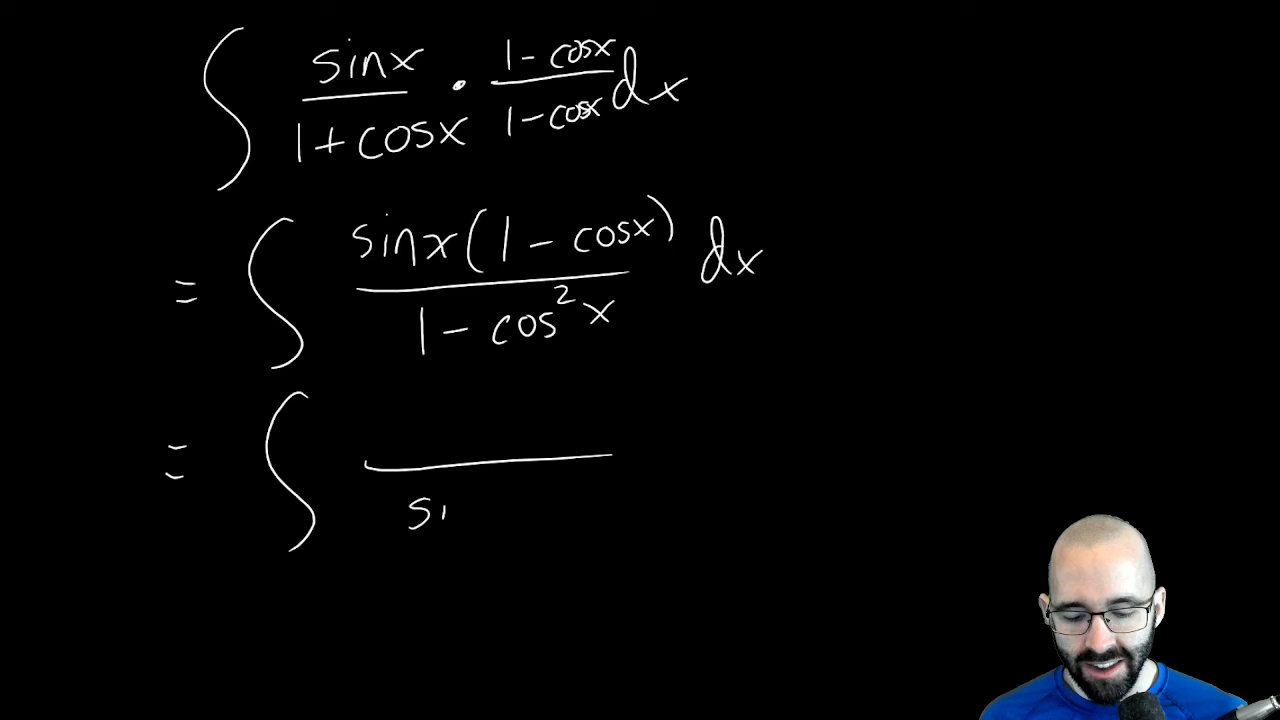 ∫ sinx/1+cosx · 1-cosx/1-cosx dx
= ∫ sinx(1-cosx)/1-cos²x dx
= ∫ /si